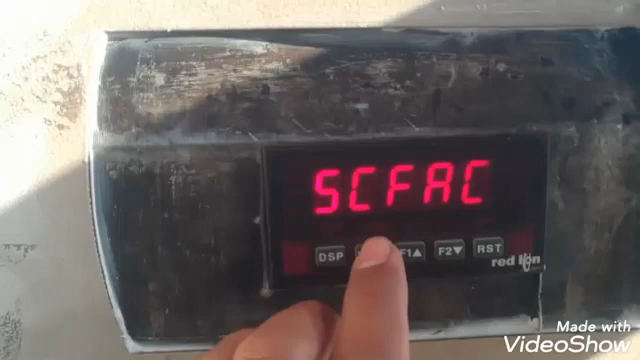 SCFAC
DSP F1▲ F2▼ RST
red lion
Made with
VideoShow